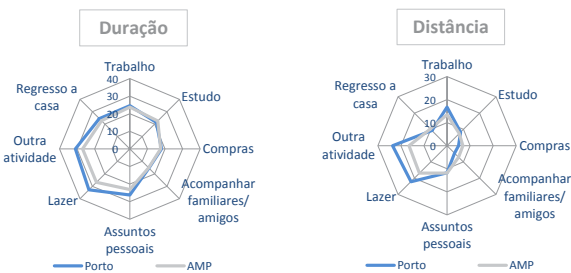 Duração
Trabalho
Estudo
Compras
Acompanhar
familiares/
amigos
Assuntos
pessoais
Lazer
Outra
atividade
Regresso a
casa
40
30
20
10
0
Porto
AMP
Distância
Trabalho
Estudo
Compras
Acompanhar
familiares/
amigos
Assuntos
pessoais
Lazer
Outra
atividade
Regresso a
casa
30
20
10
0
Porto
AMP